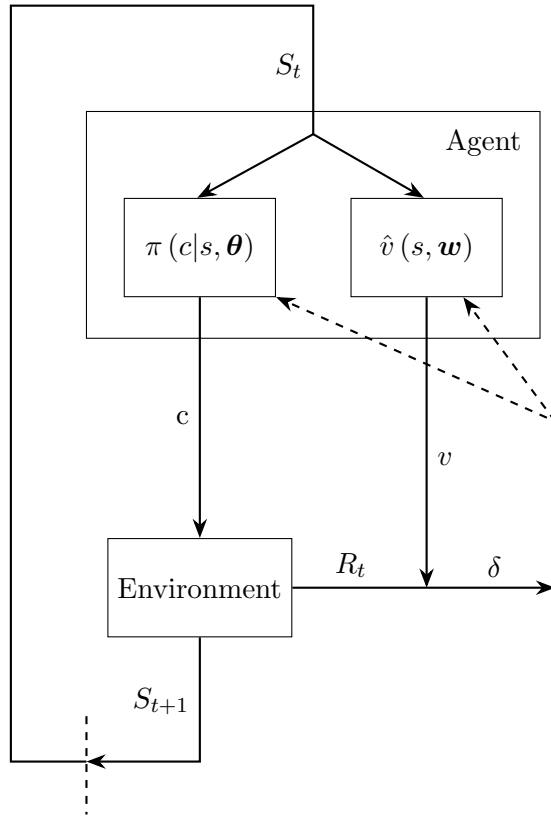 S_t
Agent
π (c|s, θ)
v̂ (s, w)
c
v
R_t
δ
Environment
S_{t+1}